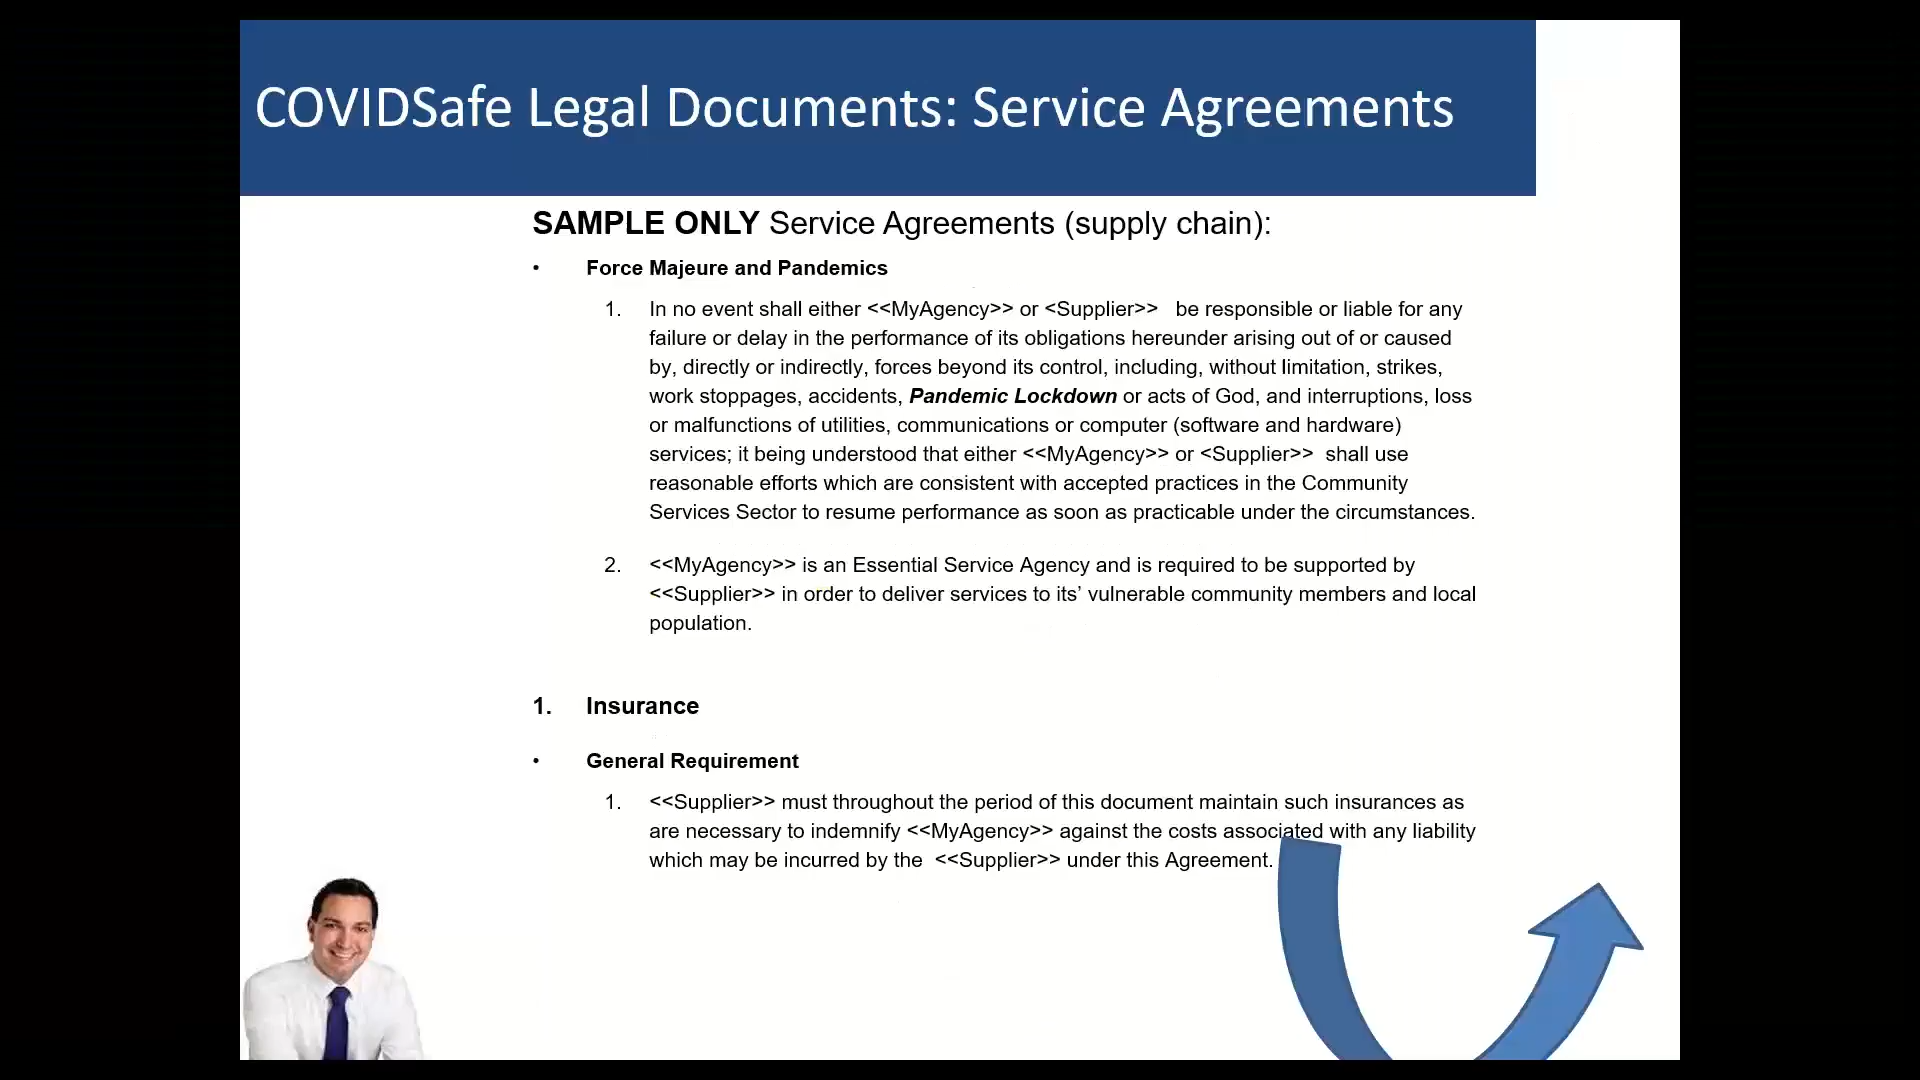 COVIDSafe Legal Documents: Service Agreements
SAMPLE ONLY Service Agreements (supply chain):
• Force Majeure and Pandemics
1. In no event shall either <<MyAgency>> or <Supplier>> be responsible or liable for any
failure or delay in the performance of its obligations hereunder arising out of or caused
by, directly or indirectly, forces beyond its control, including, without limitation, strikes,
work stoppages, accidents, Pandemic Lockdown or acts of God, and interruptions, loss
or malfunctions of utilities, communications or computer (software and hardware)
services; it being understood that either <<MyAgency>> or <Supplier>> shall use
reasonable efforts which are consistent with accepted practices in the Community
Services Sector to resume performance as soon as practicable under the circumstances.
2. <<MyAgency>> is an Essential Service Agency and is required to be supported by
<<Supplier>> in order to deliver services to its’ vulnerable community members and local
population.
1. Insurance
• General Requirement
1. <<Supplier>> must throughout the period of this document maintain such insurances as
are necessary to indemnify <<MyAgency>> against the costs associated with any liability
which may be incurred by the <<Supplier>> under this Agreement.